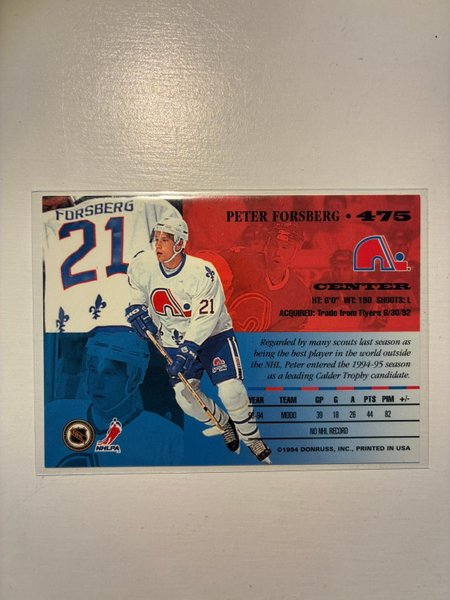 FORSBERG
21
PETER FORSBERG • 475
CENTER
HT: 6'0" WT: 190 SHOOTS: L
ACQUIRED: Trade from Flyers 6/30/92
21
Regarded by many scouts last season as
being the best player in the world outside
the NHL, Peter entered the 1994-95 season
as a leading Calder Trophy candidate.
YEAR TEAM GP G A PTS PIM +/-
93-94 MODO 39 18 26 44 82
NO NHL RECORD
NHLPA
©1994 DONRUSS, INC., PRINTED IN USA